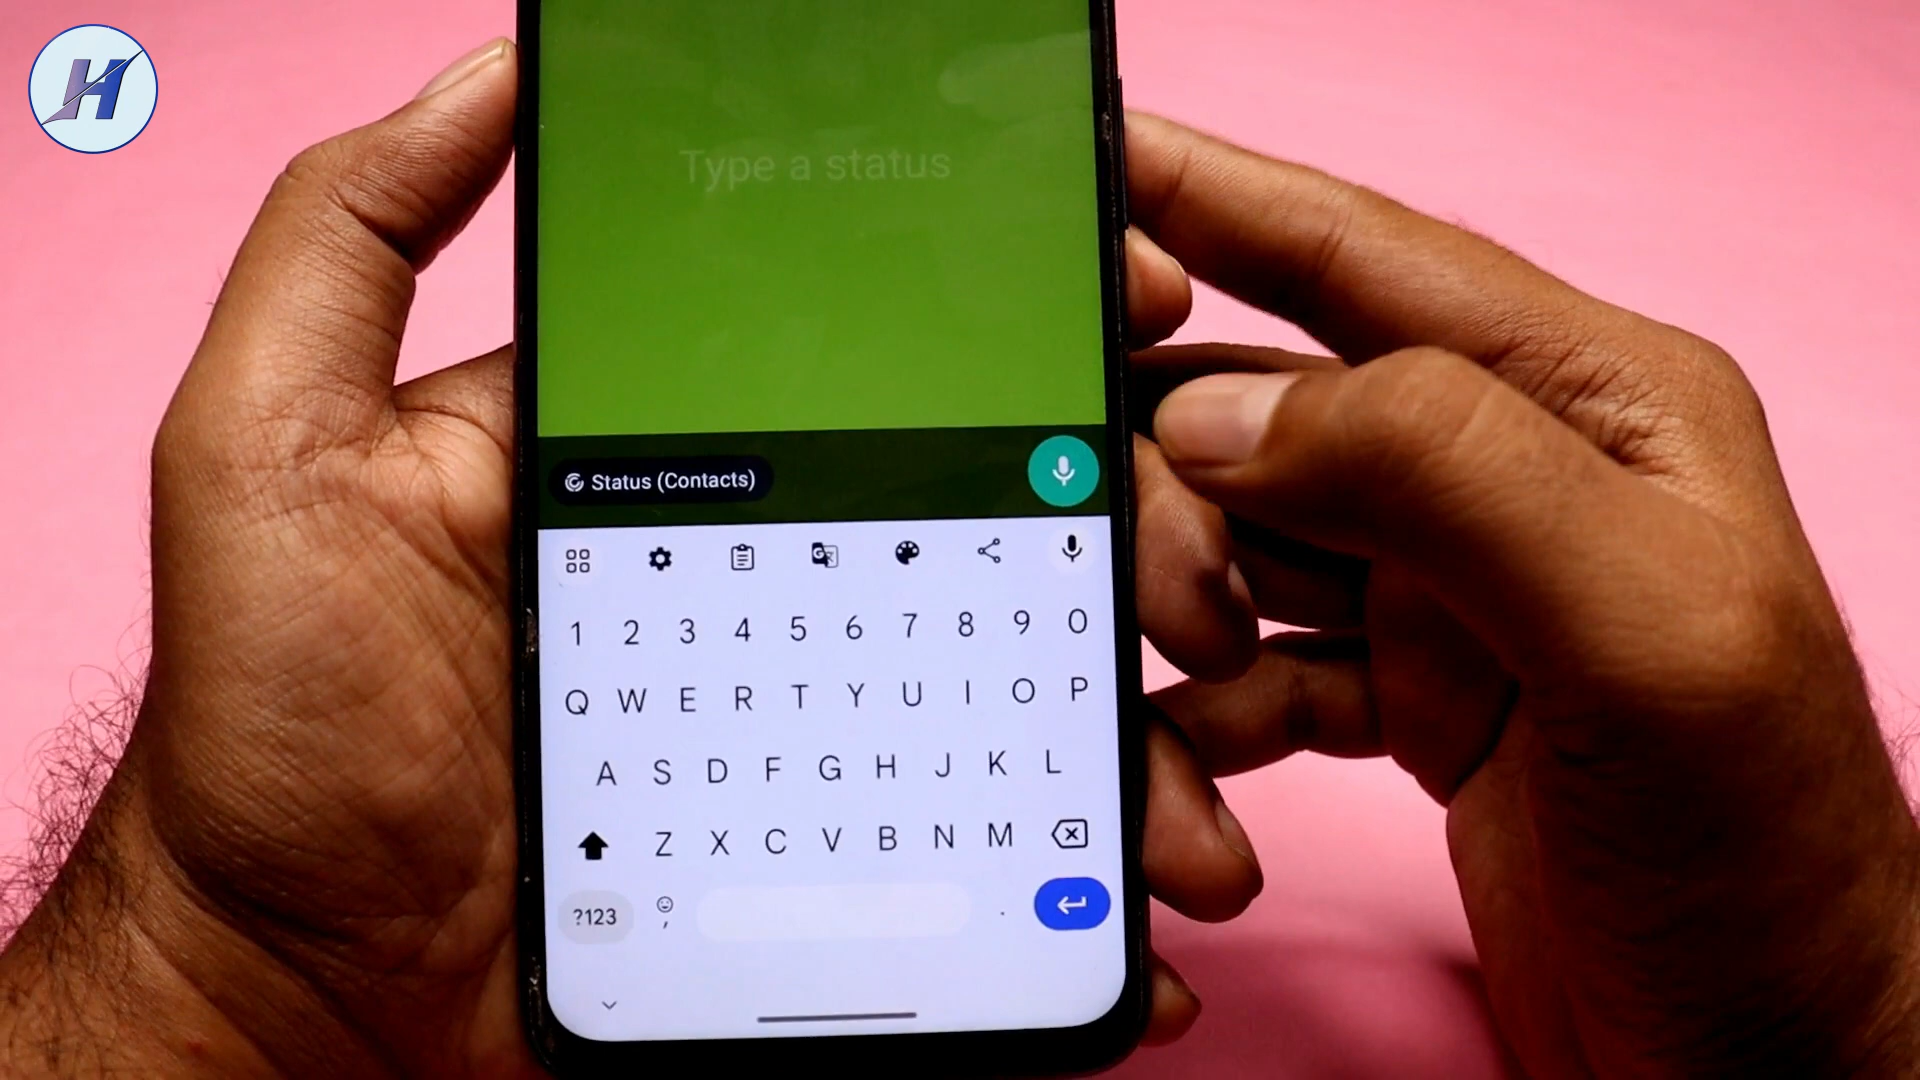 H
Type a status
Status (Contacts)
1 2 3 4 5 6 7 8 9 0
Q W E R T Y U I O P
A S D F G H J K L
Z X C V B N M
?123 , .